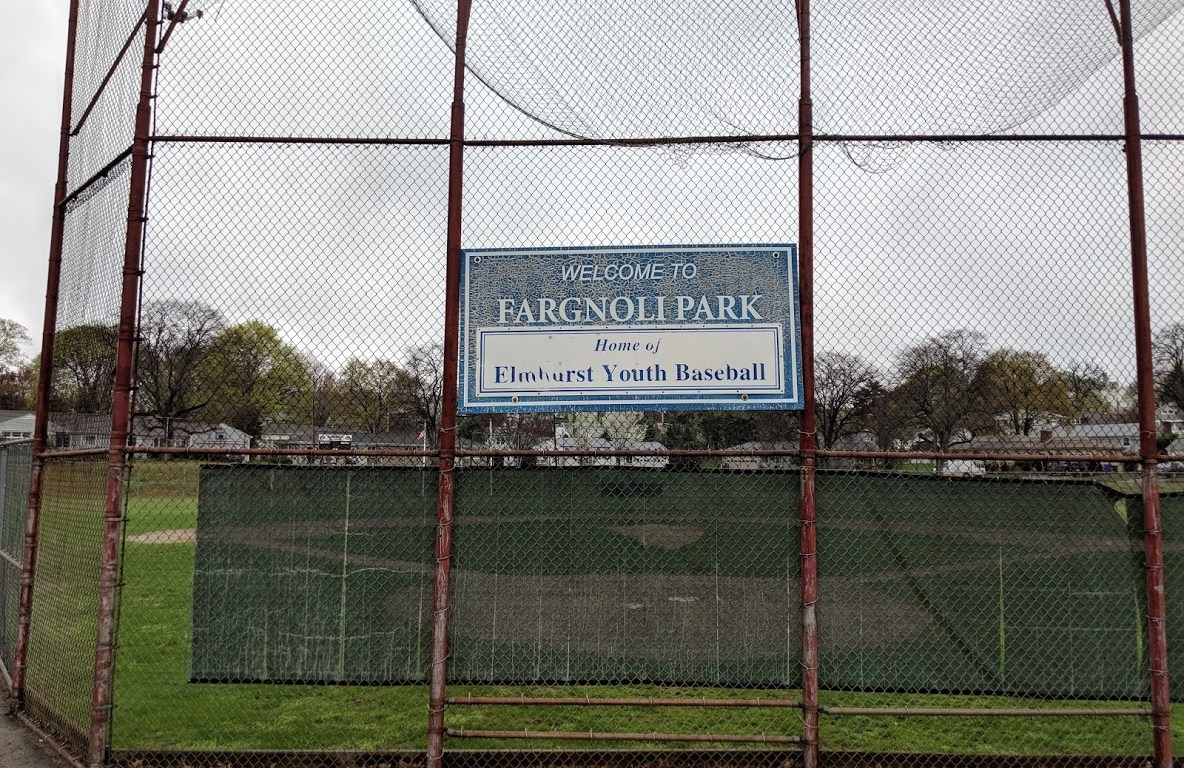 WELCOME TO
FARGNOLI PARK
Home of
Elmhurst Youth Baseball